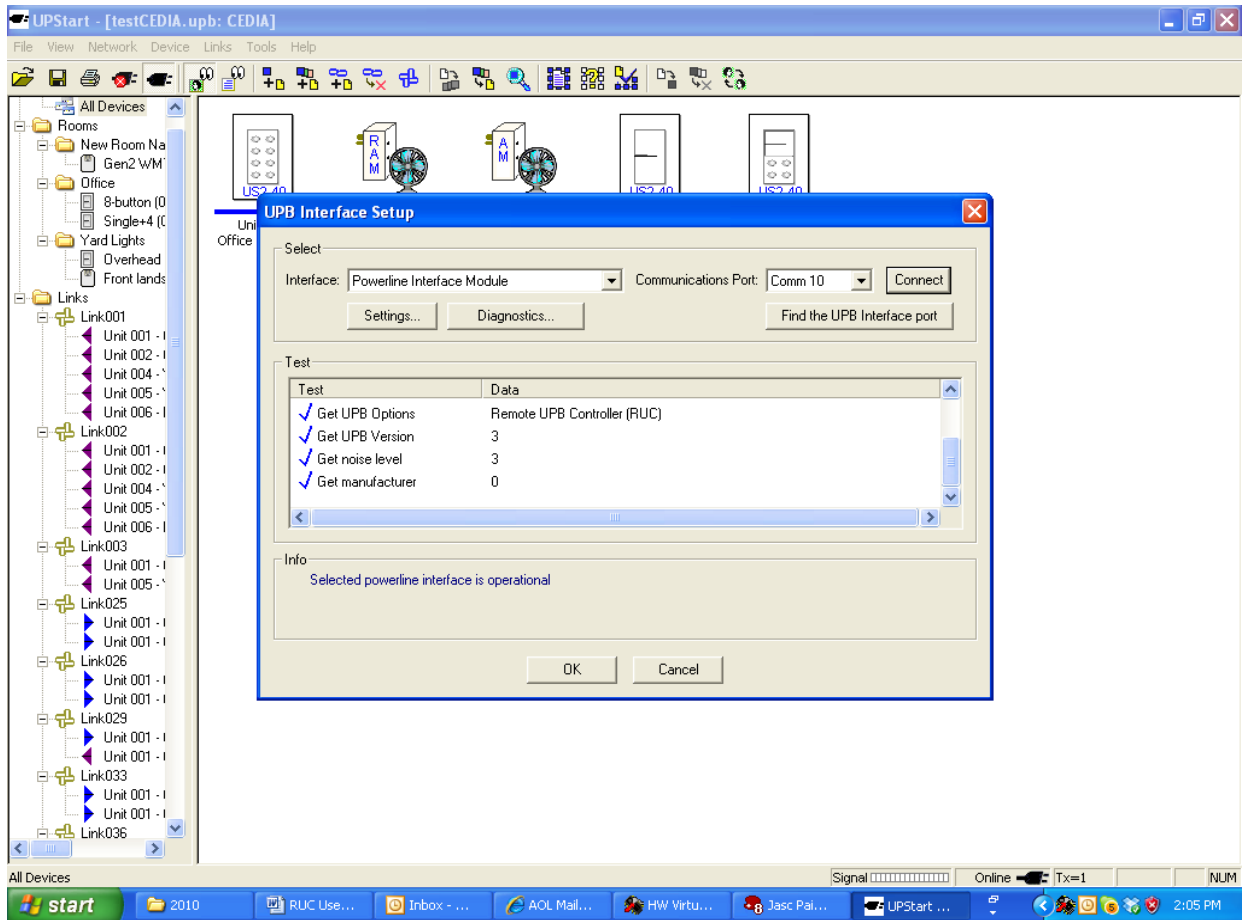 UPStart - [testCEDIA.upb: CEDIA]
File View Network Device Links Tools Help
All Devices
Rooms
New Room Na
Gen2 WM
Office
8-button (0
Single+4 (0
Yard Lights
Overhead
Front lands
Links
Link001
Unit 001 -
Unit 002 -
Unit 004 -
Unit 005 -
Unit 006 -
Link002
Unit 001 -
Unit 002 -
Unit 004 -
Unit 005 -
Unit 006 -
Link003
Unit 001 -
Unit 005 -
Link025
Unit 001 -
Unit 001 -
Link026
Unit 001 -
Unit 001 -
Link029
Unit 001 -
Unit 001 -
Link033
Unit 001 -
Unit 001 -
Link036
US2 40
RAM
AM
US2 40
US2 40
Uni
Office
UPB Interface Setup
Select
Interface: Powerline Interface Module Communications Port: Comm 10 Connect
Settings... Diagnostics... Find the UPB Interface port
Test
Test Data
Get UPB Options Remote UPB Controller (RUC)
Get UPB Version 3
Get noise level 3
Get manufacturer 0
Info
Selected powerline interface is operational
OK Cancel
All Devices Signal Online Tx=1 NUM
start 2010 RUC Use... Inbox - ... AOL Mail... HW Virtu... Jasc Pai... UPStart ... 2:05 PM